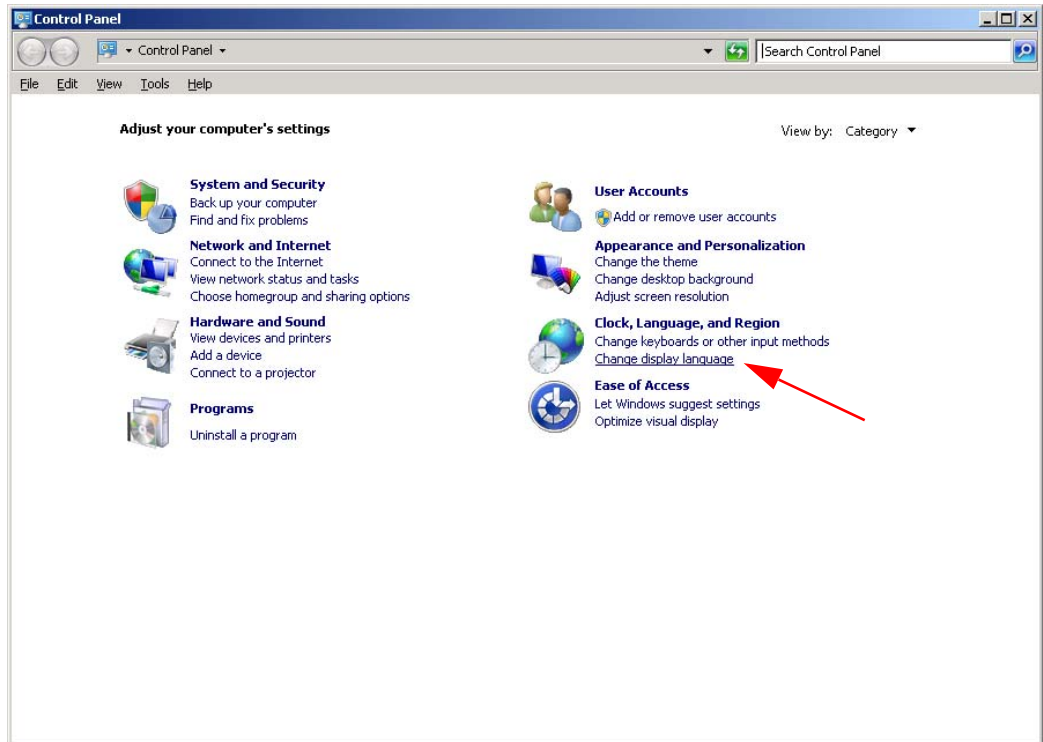 Control Panel
Control Panel
Search Control Panel
File Edit View Tools Help
Adjust your computer's settings
View by: Category
System and Security
Back up your computer
Find and fix problems
Network and Internet
Connect to the Internet
View network status and tasks
Choose homegroup and sharing options
Hardware and Sound
View devices and printers
Add a device
Connect to a projector
Programs
Uninstall a program
User Accounts
Add or remove user accounts
Appearance and Personalization
Change the theme
Change desktop background
Adjust screen resolution
Clock, Language, and Region
Change keyboards or other input methods
Change display language
Ease of Access
Let Windows suggest settings
Optimize visual display